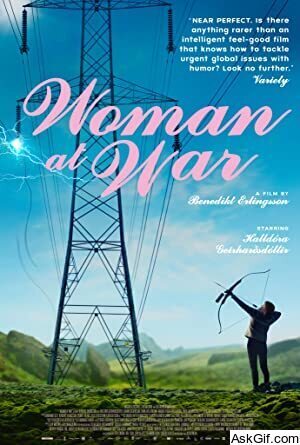 "NEAR PERFECT. Is there
anything rarer than an
intelligent feel-good film
that knows how to tackle
urgent global issues with
humor? Look no further."
Variety
Woman
at War
A FILM BY
Benedikt Erlingsson
STARRING
Halldóra
Geirharðsdóttir
AskGif.com